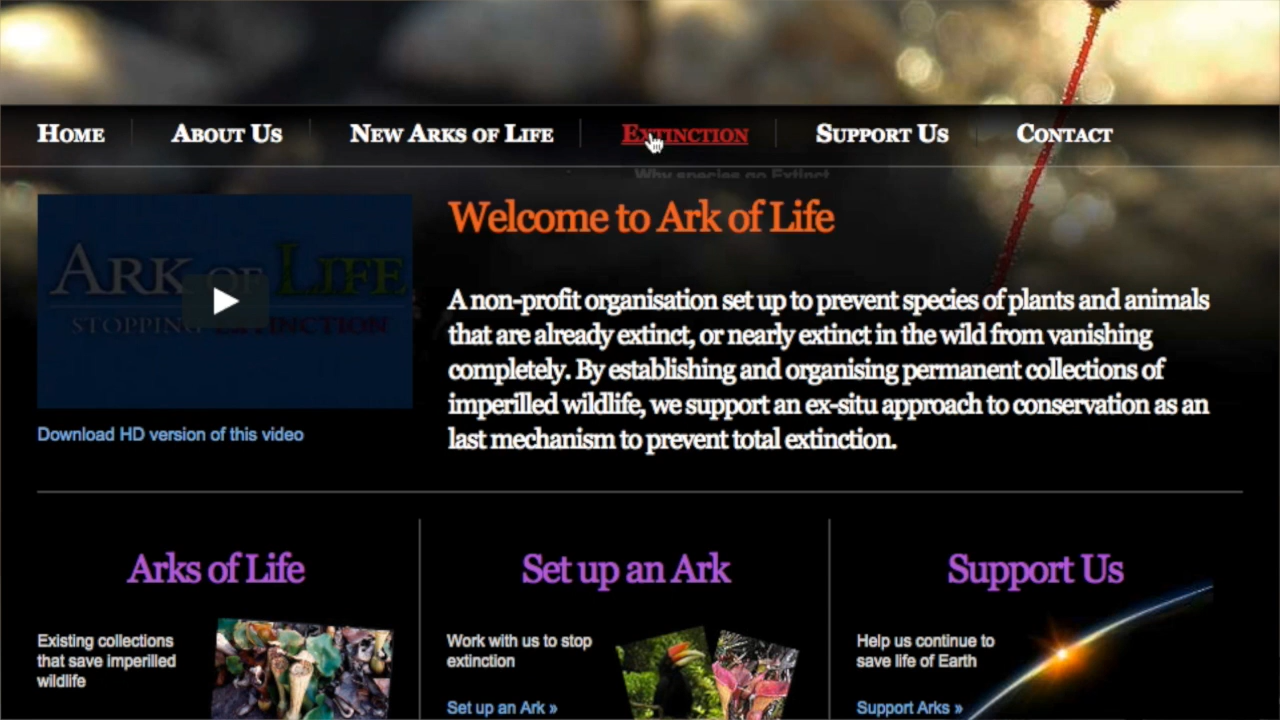 Home About Us New Arks of Life Extinction Support Us Contact
Why species go Extinct
Welcome to Ark of Life
Ark of Life
Stopping Extinction
Download HD version of this video
A non-profit organisation set up to prevent species of plants and animals
that are already extinct, or nearly extinct in the wild from vanishing
completely. By establishing and organising permanent collections of
imperilled wildlife, we support an ex-situ approach to conservation as an
last mechanism to prevent total extinction.
Arks of Life
Existing collections
that save imperilled
wildlife
Set up an Ark
Work with us to stop
extinction
Set up an Ark »
Support Us
Help us continue to
save life of Earth
Support Arks »